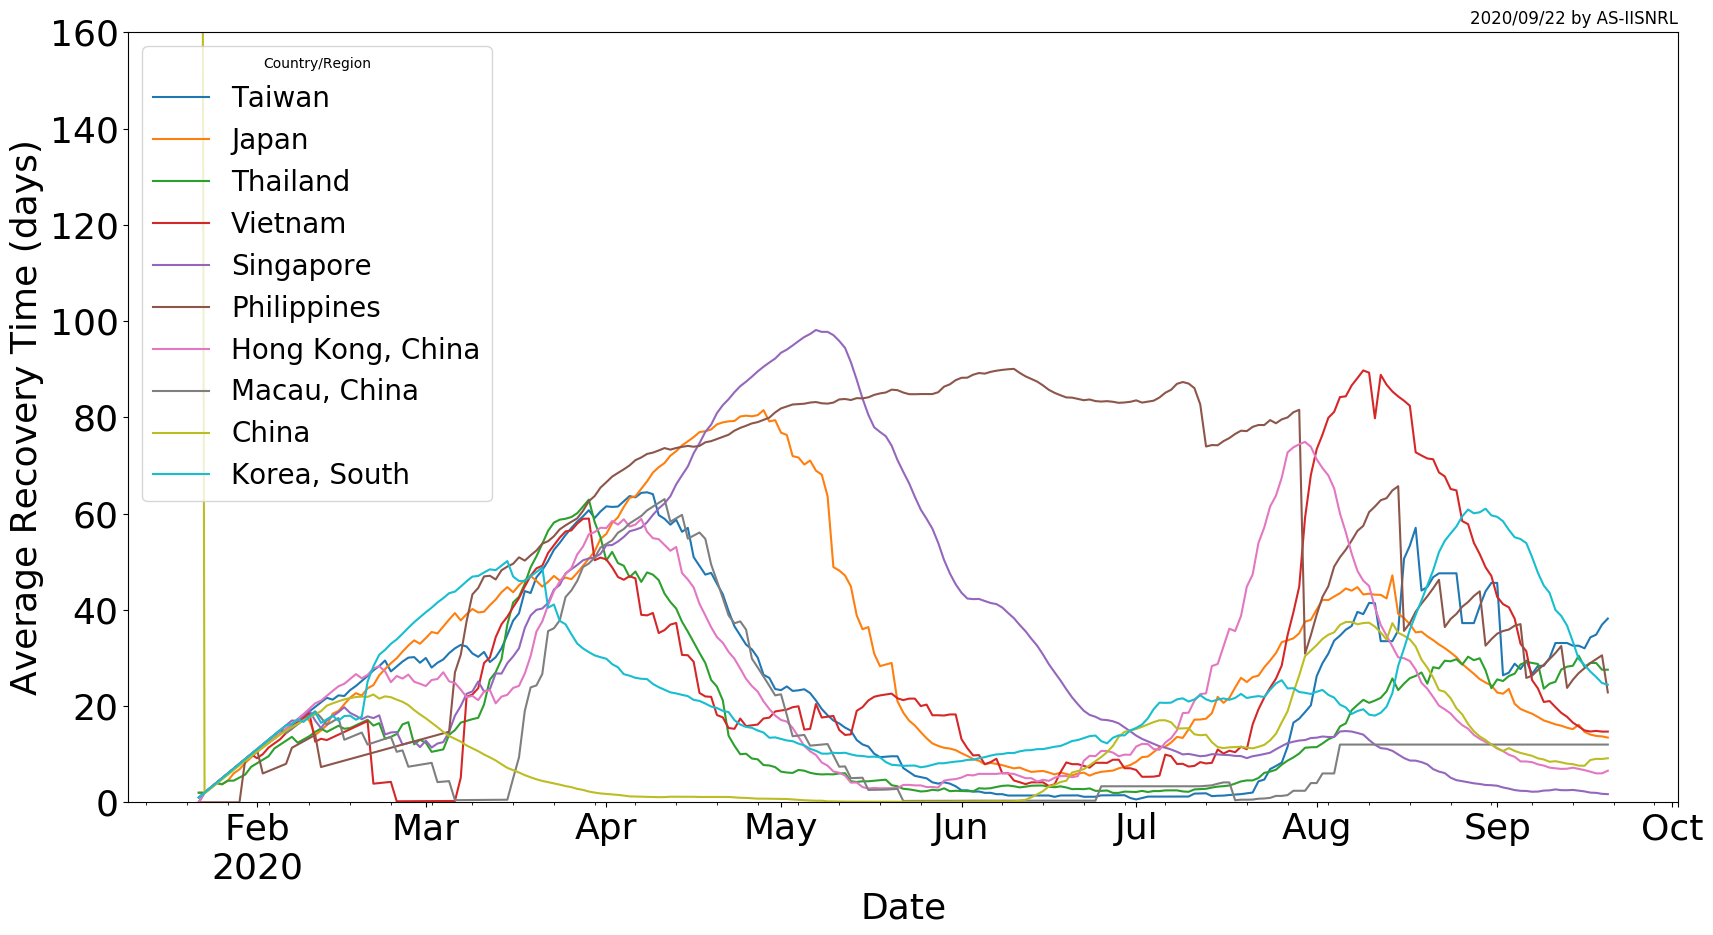 2020/09/22 by AS-IISNRL
Average Recovery Time (days)
160
140
120
100
80
60
40
20
0
Country/Region
Taiwan
Japan
Thailand
Vietnam
Singapore
Philippines
Hong Kong, China
Macau, China
China
Korea, South
Feb Mar Apr May Jun Jul Aug Sep Oct
2020
Date